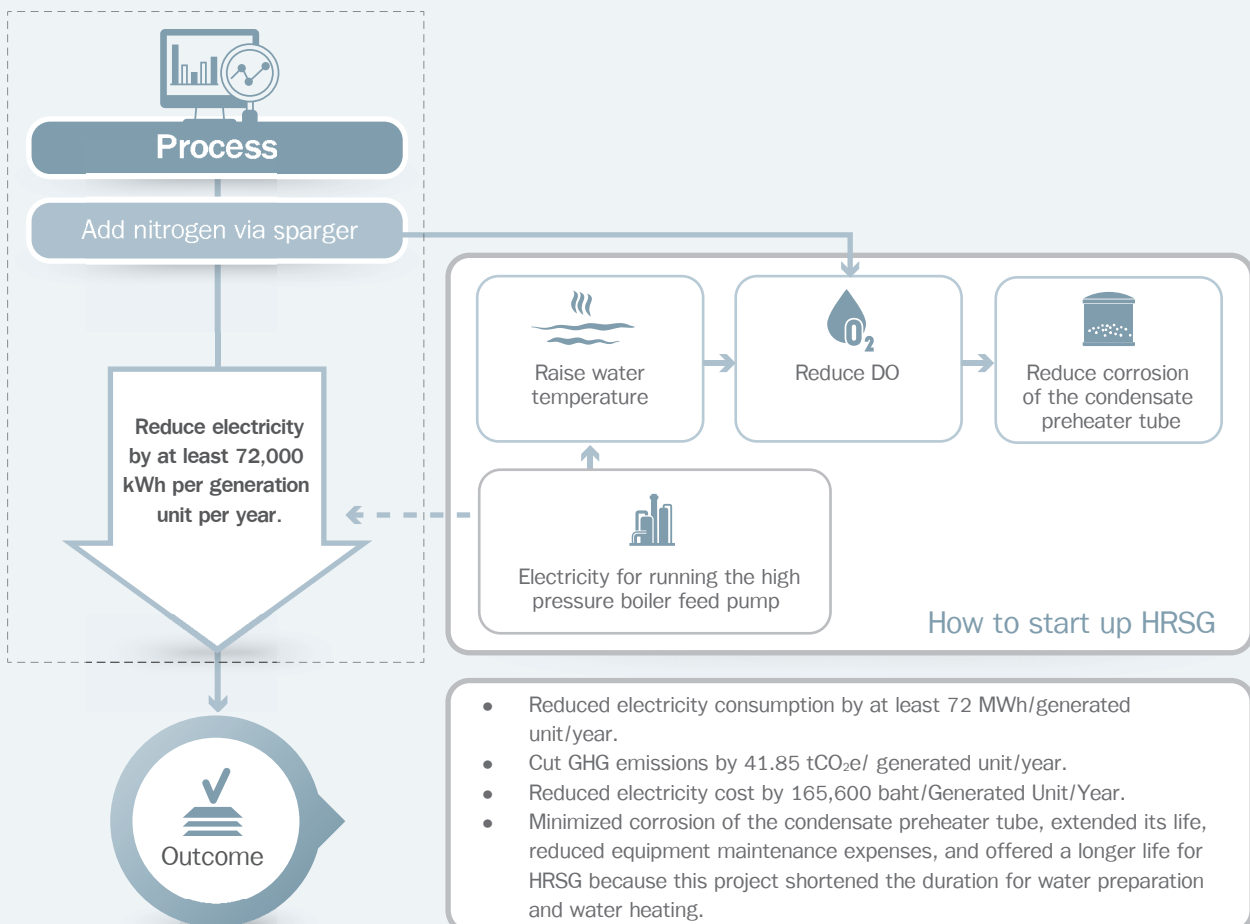 Process
Add nitrogen via sparger
Reduce electricity
by at least 72,000
kWh per generation
unit per year.
Raise water
temperature
O2
Reduce DO
Reduce corrosion
of the condensate
preheater tube
Electricity for running the high
pressure boiler feed pump
How to start up HRSG
Outcome
● Reduced electricity consumption by at least 72 MWh/generated
unit/year.
● Cut GHG emissions by 41.85 tCO₂e/ generated unit/year.
● Reduced electricity cost by 165,600 baht/Generated Unit/Year.
● Minimized corrosion of the condensate preheater tube, extended its life,
reduced equipment maintenance expenses, and offered a longer life for
HRSG because this project shortened the duration for water preparation
and water heating.